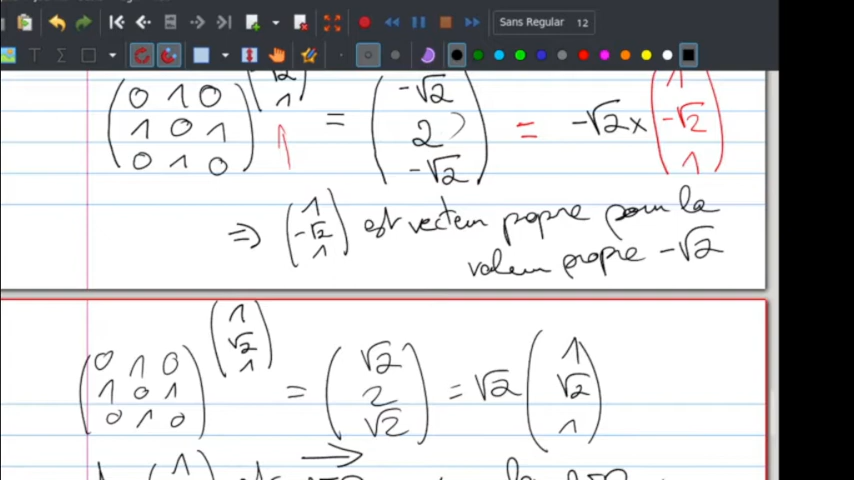 Sans Regular 12
(0 1 0 / 1 0 1 / 0 1 0) (√2 / 1) = (-√2 / 2 / -√2) = -√2 × (1 / -√2 / 1)
⇒ (1 / -√2 / 1) est vecteur propre pour la
valeur propre -√2
(0 1 0 / 1 0 1 / 0 1 0) (1 / √2 / 1) = (√2 / 2 / √2) = √2 (1 / √2 / 1)